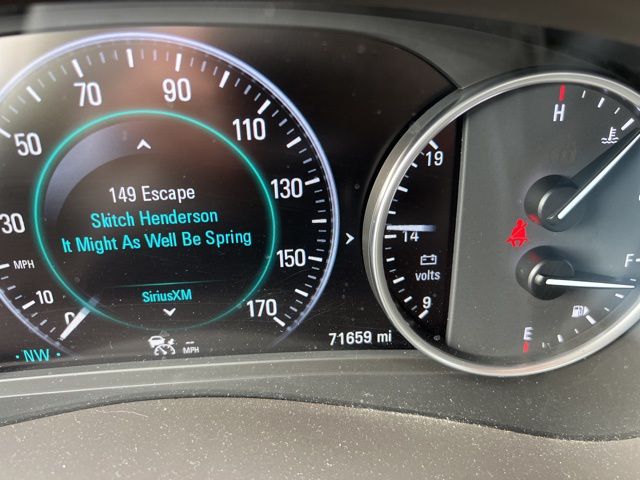 50
70
90
110
130
150
170
30
MPH
10
0
149 Escape
Skitch Henderson
It Might As Well Be Spring
SiriusXM
NW
MPH
71659 mi
19
14
volts
9
H
F
E